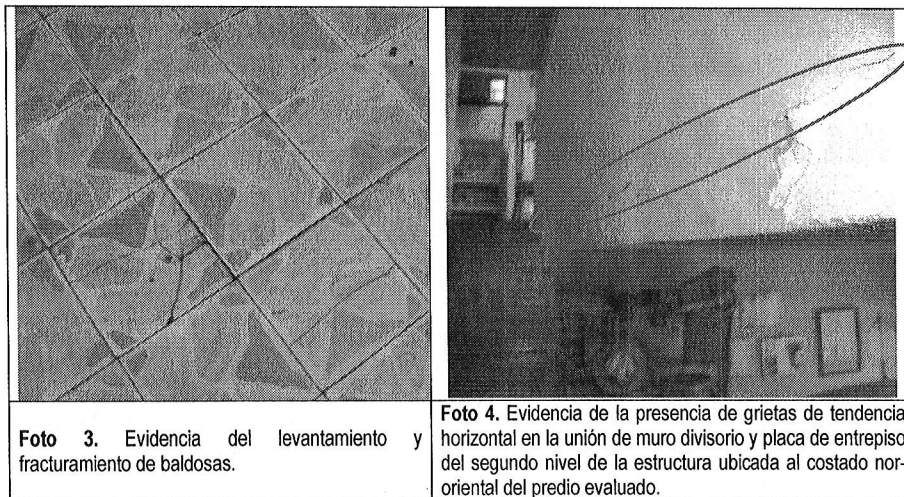 Foto 3. Evidencia del levantamiento y
fracturamiento de baldosas.
Foto 4. Evidencia de la presencia de grietas de tendencia
horizontal en la unión de muro divisorio y placa de entrepiso
del segundo nivel de la estructura ubicada al costado nor-
oriental del predio evaluado.